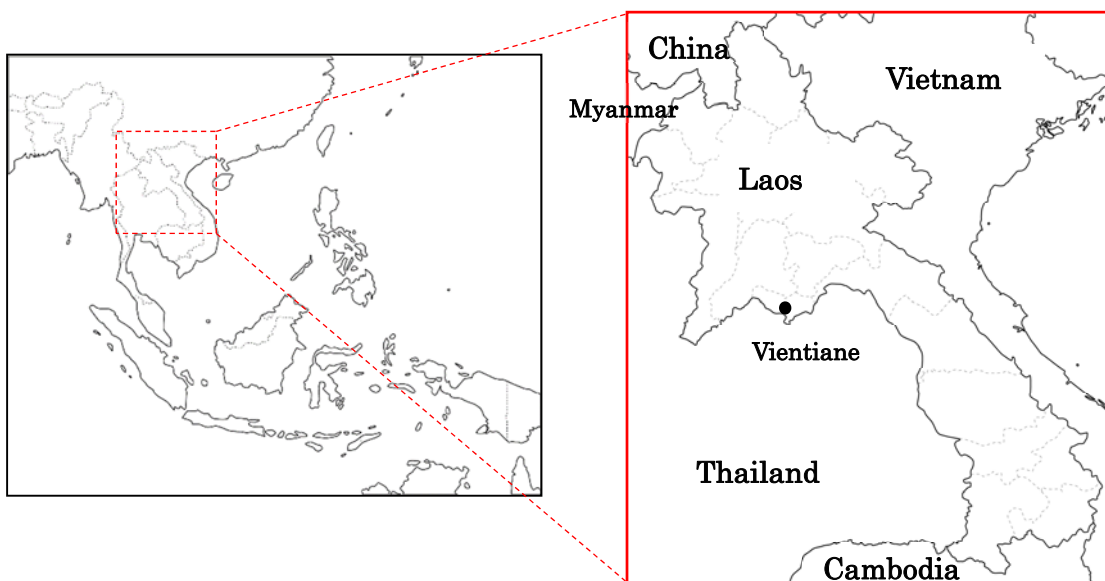 China
Vietnam
Myanmar
Laos
Vientiane
Thailand
Cambodia